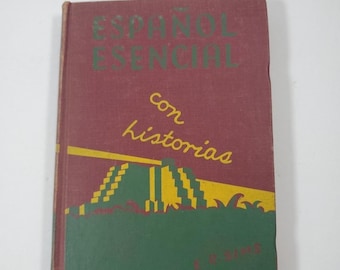 ESPAÑOL
ESENCIAL
con
historias